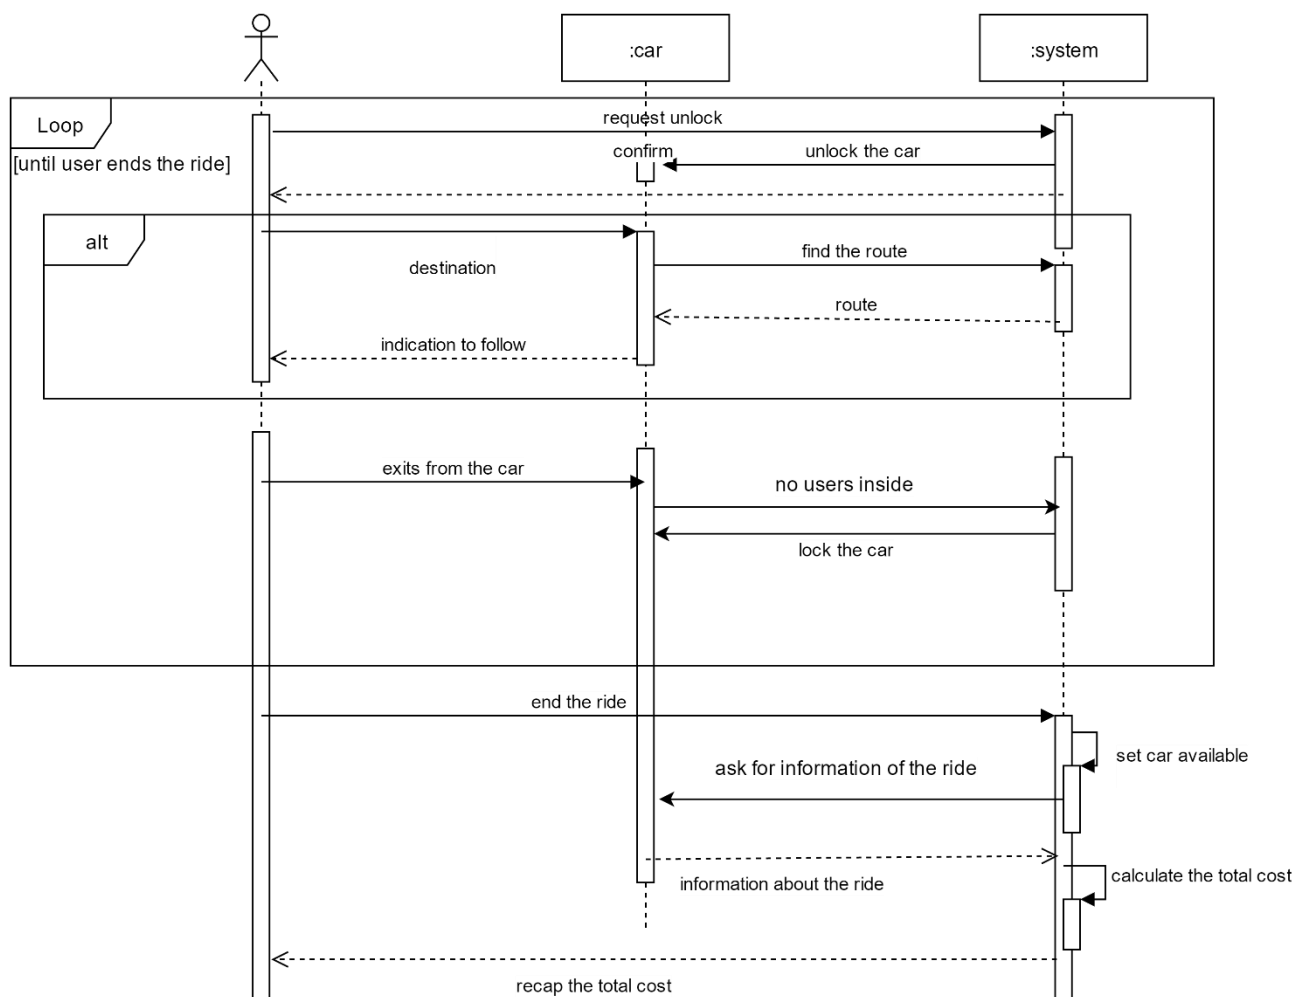 :car
:system
Loop
[until user ends the ride]
request unlock
confirm
unlock the car
alt
destination
find the route
route
indication to follow
exits from the car
no users inside
lock the car
end the ride
set car available
ask for information of the ride
information about the ride
calculate the total cost
recap the total cost